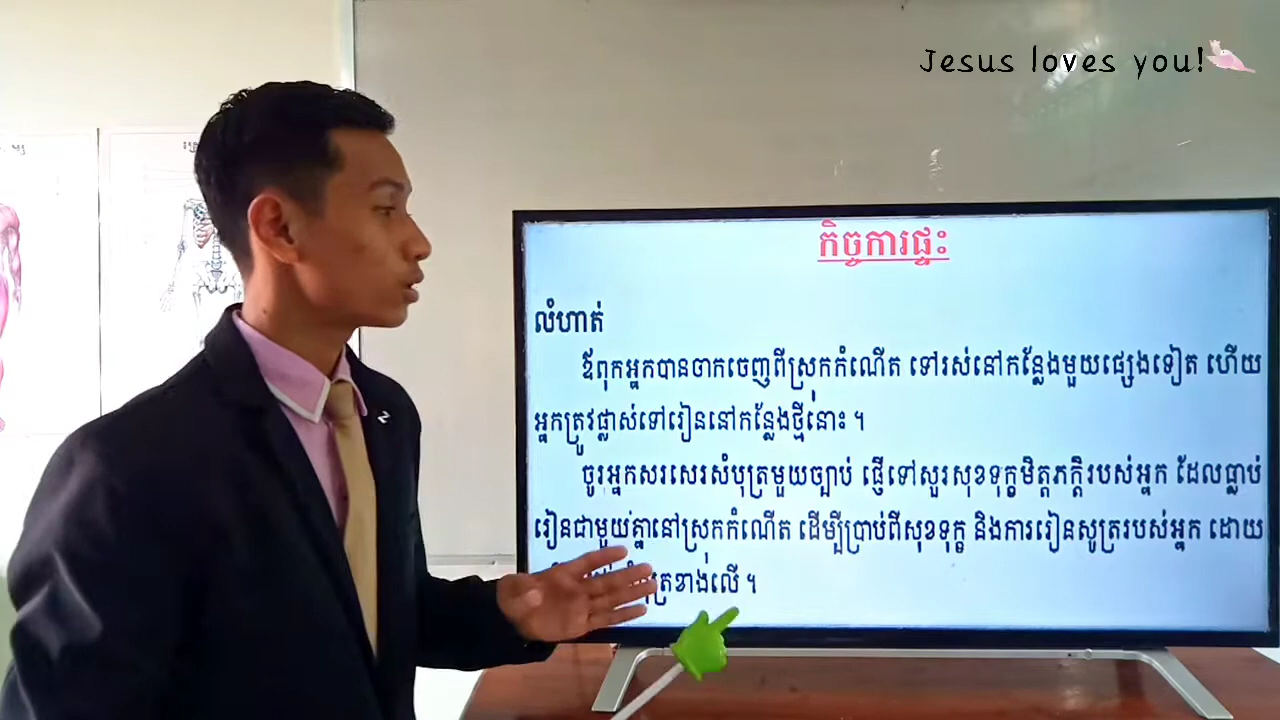 Jesus loves you!
កិច្ចការផ្ទះ
លំហាត់
ឪពុកអ្នកបានចាកចេញពីស្រុកកំណើត ទៅរស់នៅកន្លែងមួយផ្សេងទៀត ហើយ
អ្នកត្រូវផ្លាស់ទៅរៀននៅកន្លែងថ្មីនោះ ។
ចូរអ្នកសរសេរសំបុត្រមួយច្បាប់ ផ្ញើទៅសួរសុខទុក្ខមិត្តភក្តិរបស់អ្នក ដែលធ្លាប់
រៀនជាមួយគ្នានៅស្រុកកំណើត ដើម្បីប្រាប់ពីសុខទុក្ខ និងការរៀនសូត្ររបស់អ្នក ដោយ
ខាងលើ ។